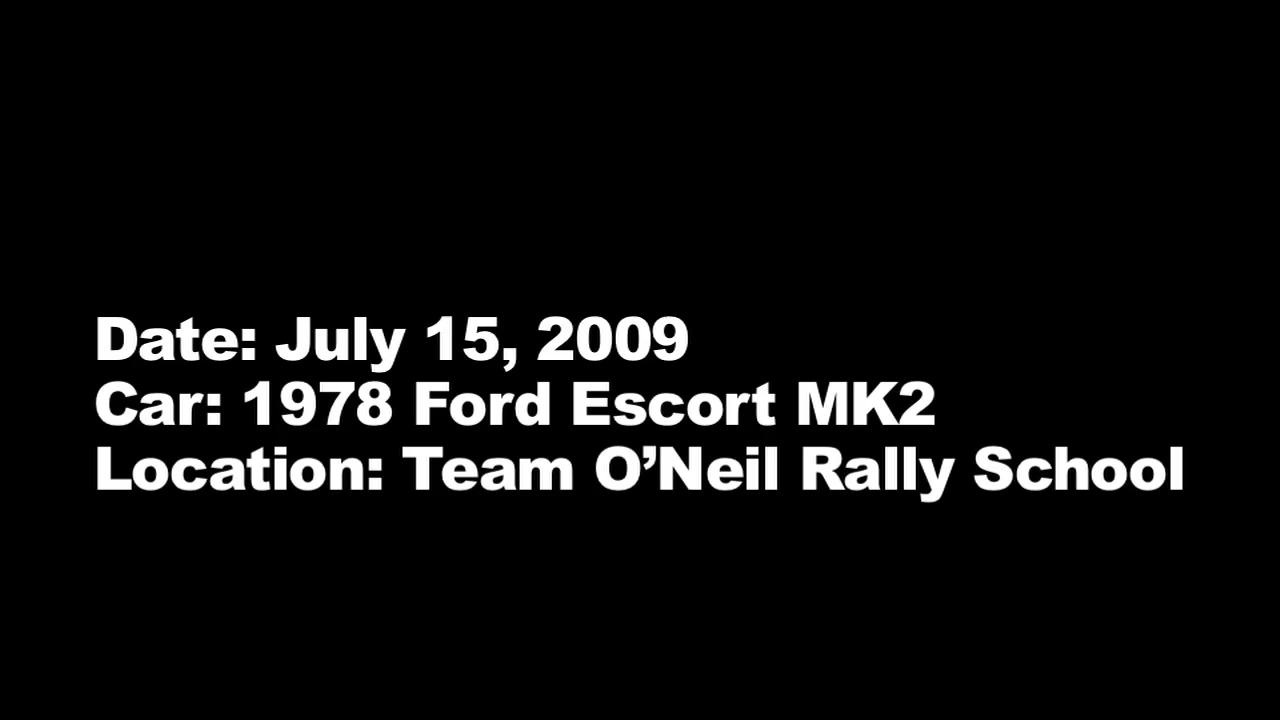 Date: July 15, 2009
Car: 1978 Ford Escort MK2
Location: Team O’Neil Rally School